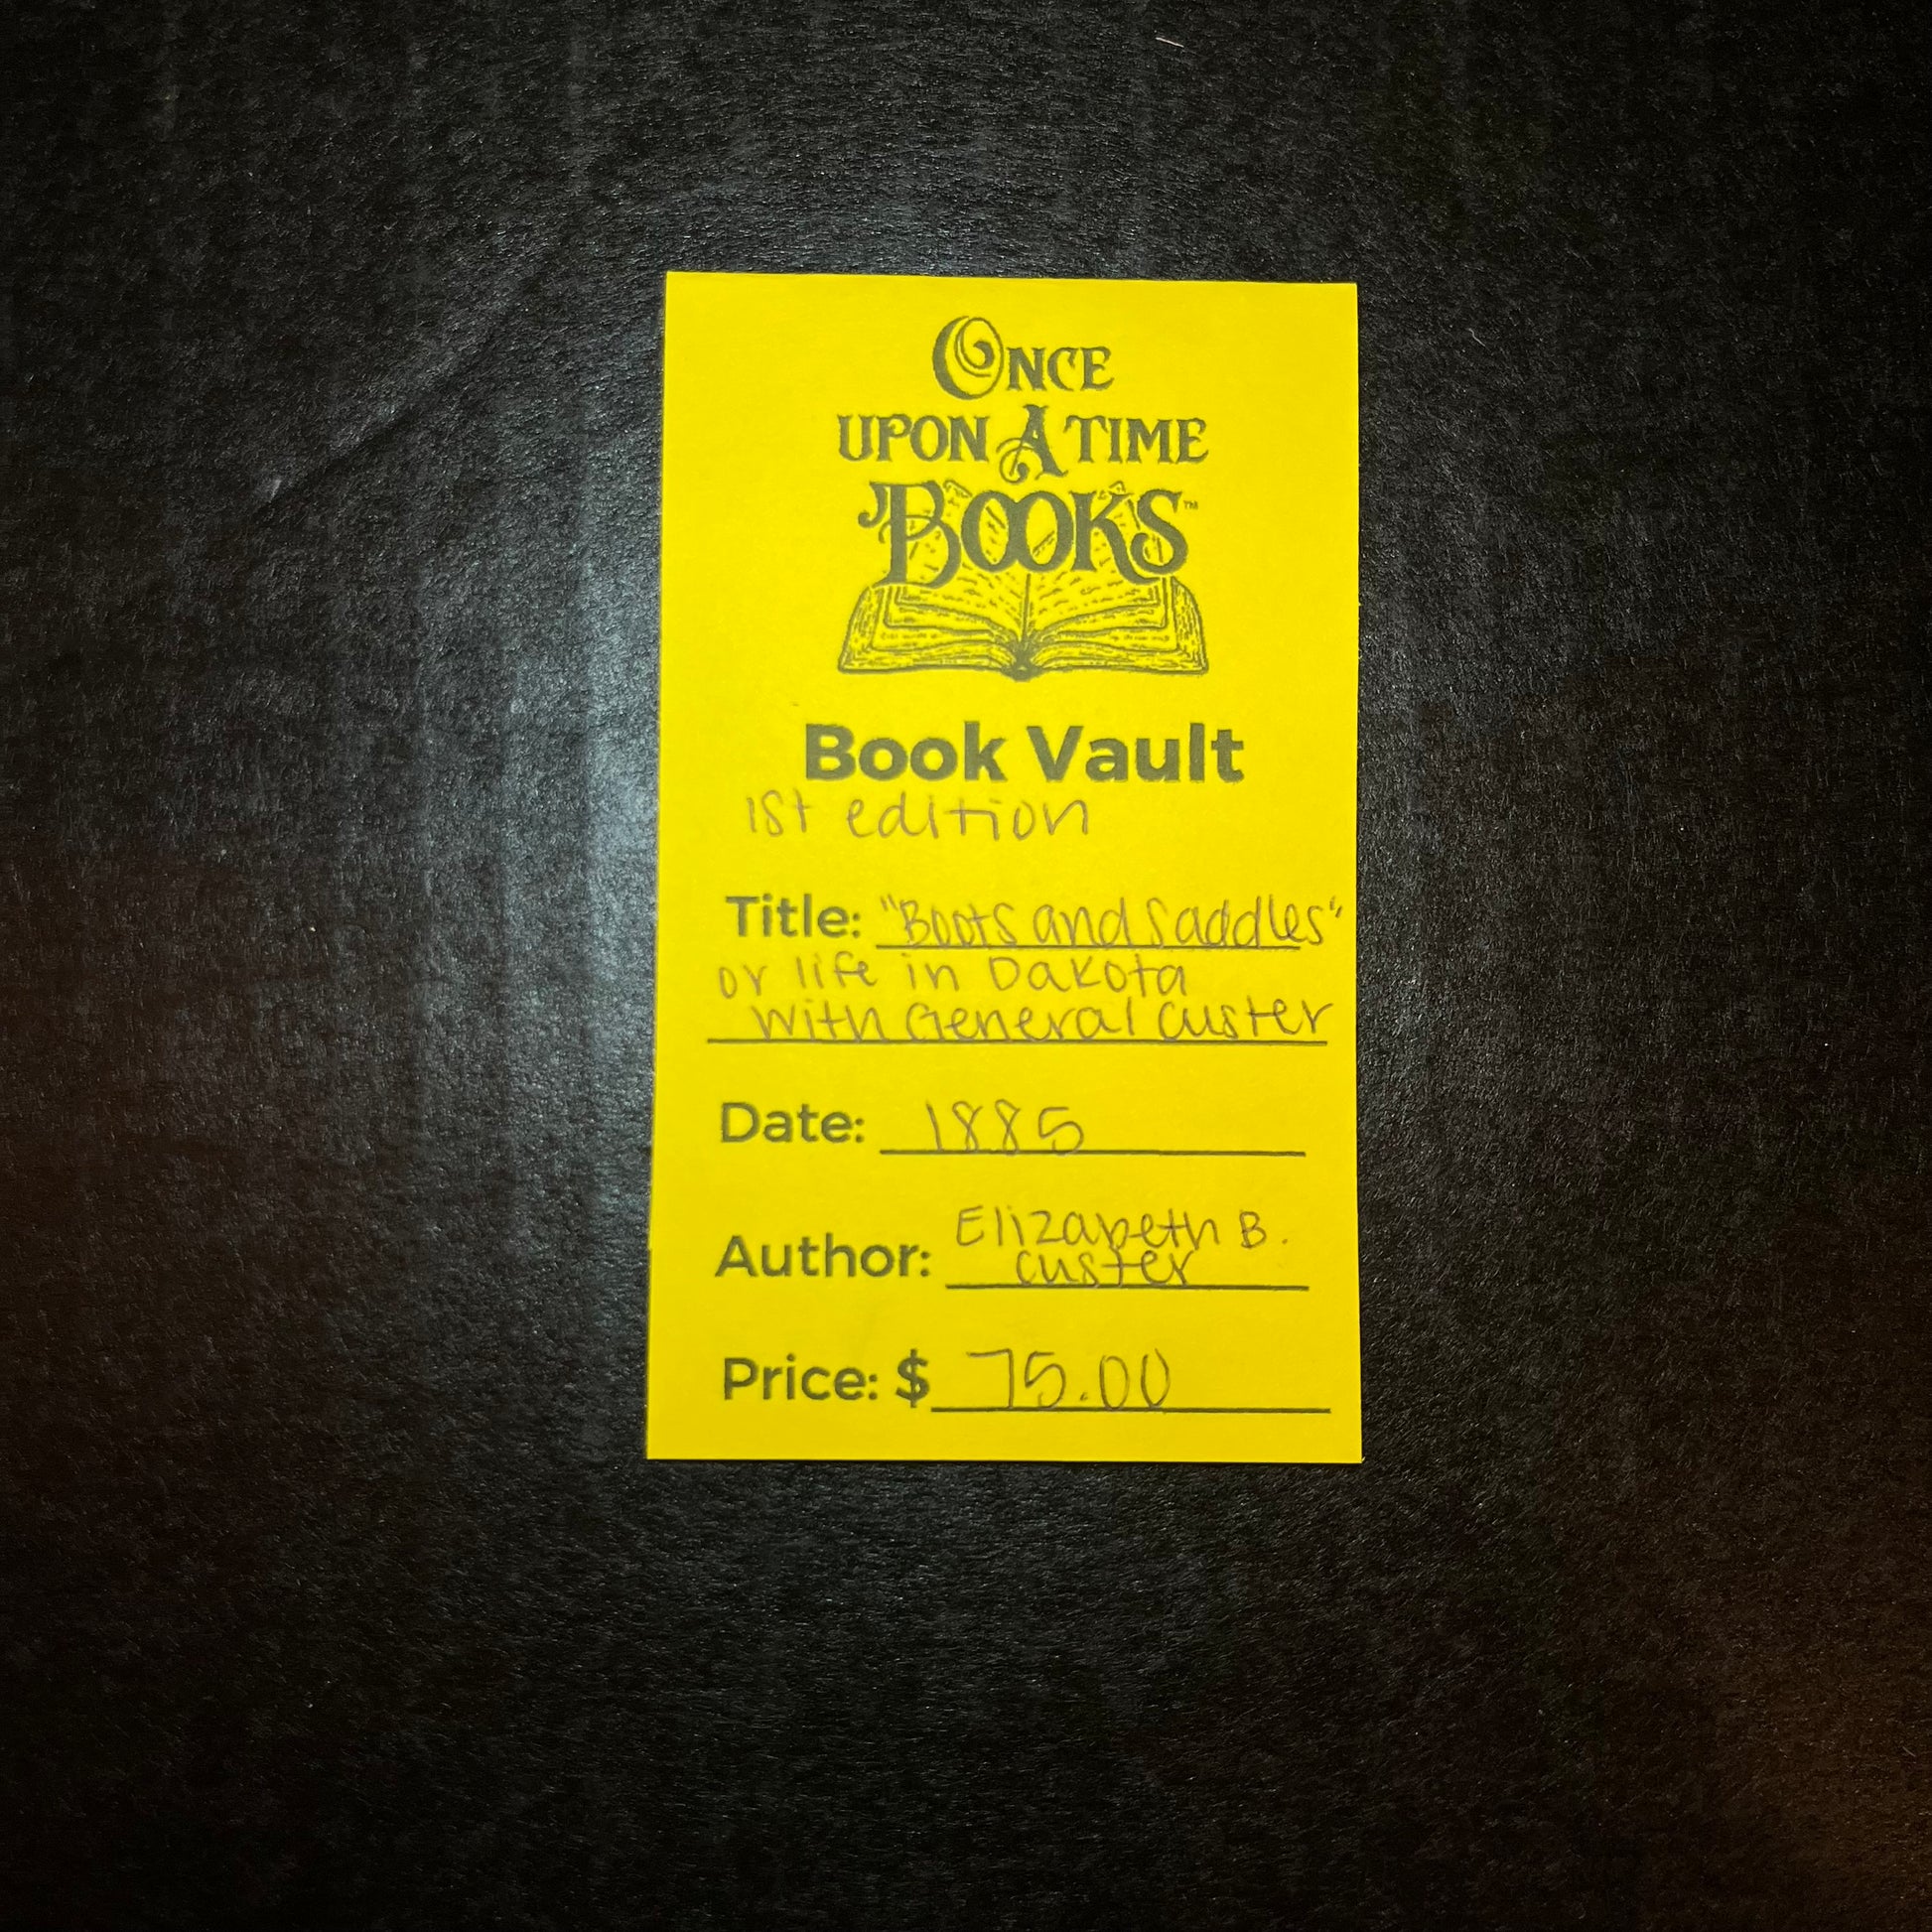 ONCE
UPON A TIME
BOOKS™
Book Vault
1st edition
Title: "Boots and Saddles"
or life in Dakota
with General Custer
Date: 1885
Author: Elizabeth B.
Custer
Price: $ 75.00